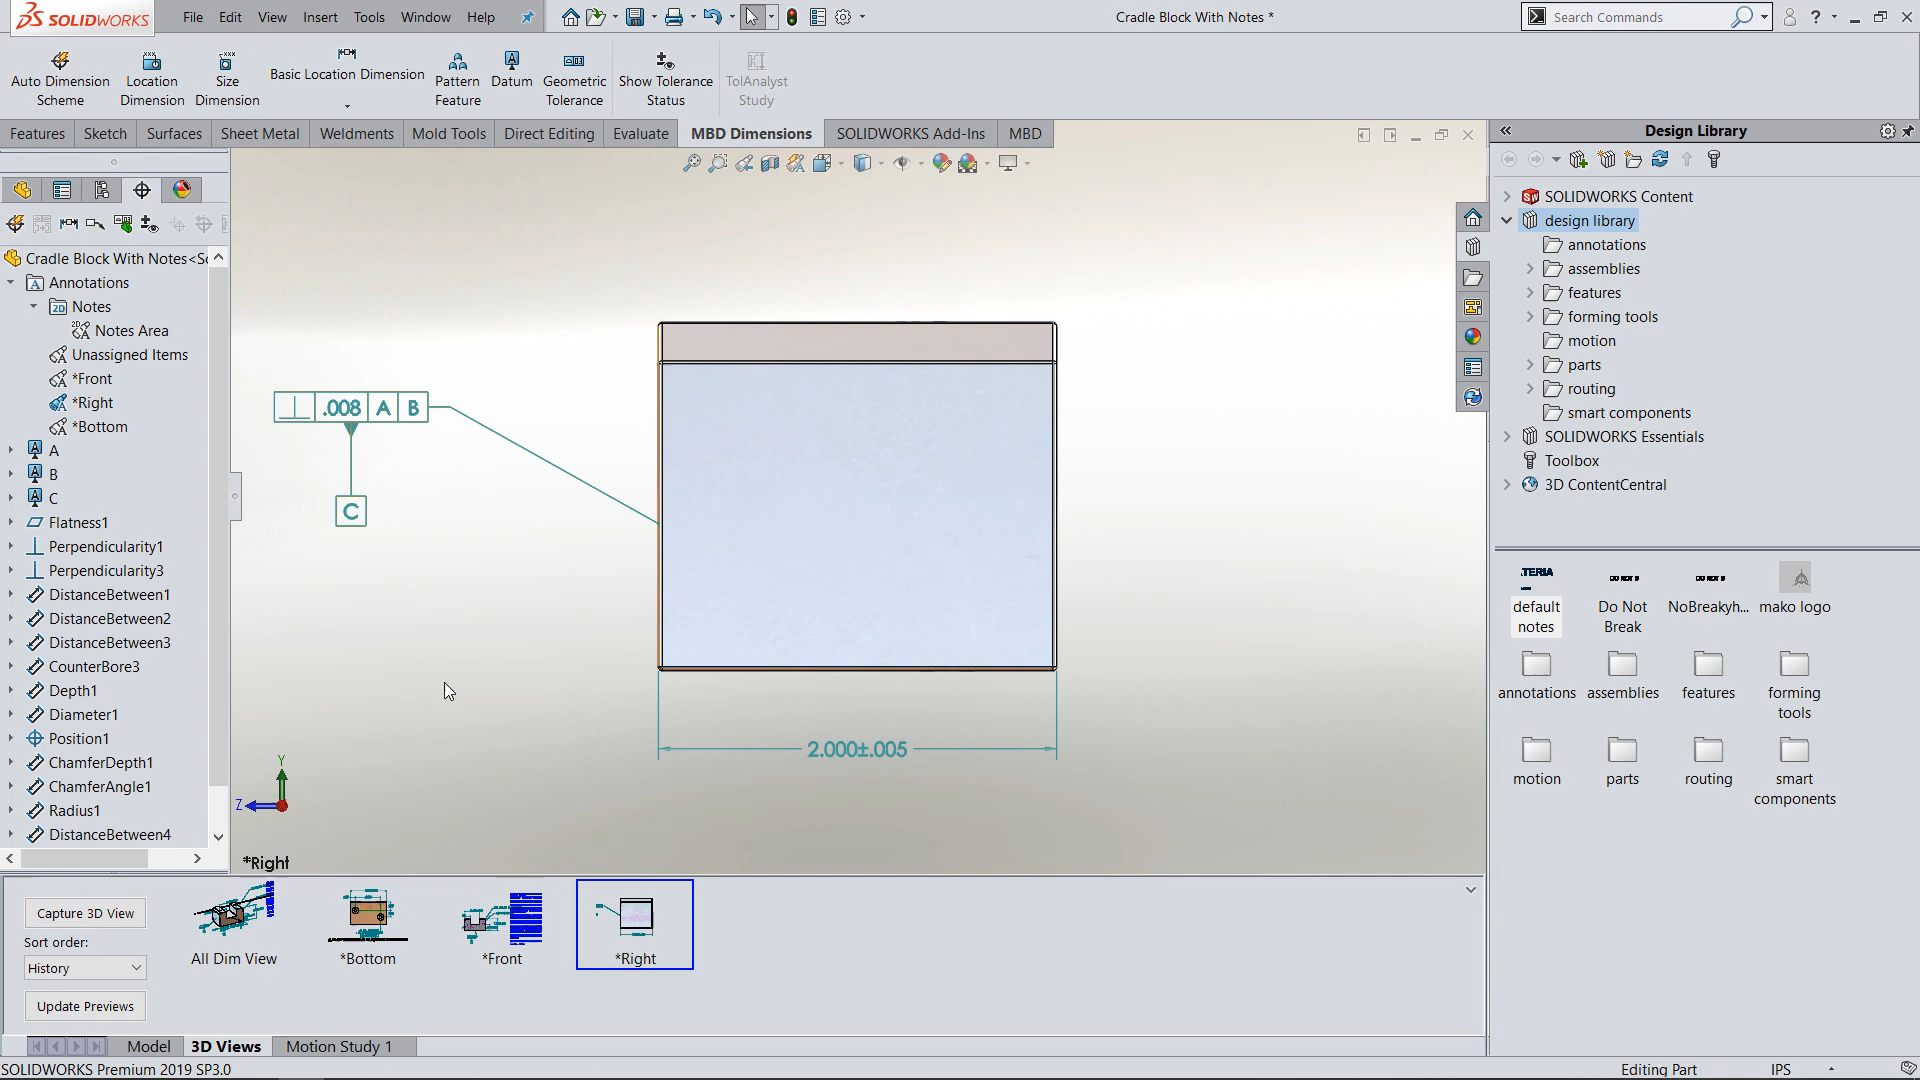 SOLIDWORKS
File Edit View Insert Tools Window Help
Cradle Block With Notes *
Search Commands
Auto Dimension Scheme
Location Dimension
Size Dimension
Basic Location Dimension
Pattern Feature
Datum
Geometric Tolerance
Show Tolerance Status
TolAnalyst Study
Features Sketch Surfaces Sheet Metal Weldments Mold Tools Direct Editing Evaluate MBD Dimensions SOLIDWORKS Add-Ins MBD
Cradle Block With Notes<S
Annotations
Notes
Notes Area
Unassigned Items
*Front
*Right
*Bottom
A
B
C
Flatness1
Perpendicularity1
Perpendicularity3
DistanceBetween1
DistanceBetween2
DistanceBetween3
CounterBore3
Depth1
Diameter1
Position1
ChamferDepth1
ChamferAngle1
Radius1
DistanceBetween4
.008 A B
C
2.000±.005
Y
Z
*Right
Design Library
SOLIDWORKS Content
design library
annotations
assemblies
features
forming tools
motion
parts
routing
smart components
SOLIDWORKS Essentials
Toolbox
3D ContentCentral
TERIA
DO NOT B
DO NOT B
default notes
Do Not Break
NoBreakyh...
mako logo
annotations
assemblies
features
forming tools
motion
parts
routing
smart components
Capture 3D View
Sort order:
History
Update Previews
All Dim View
*Bottom
*Front
*Right
Model 3D Views Motion Study 1
SOLIDWORKS Premium 2019 SP3.0
Editing Part
IPS